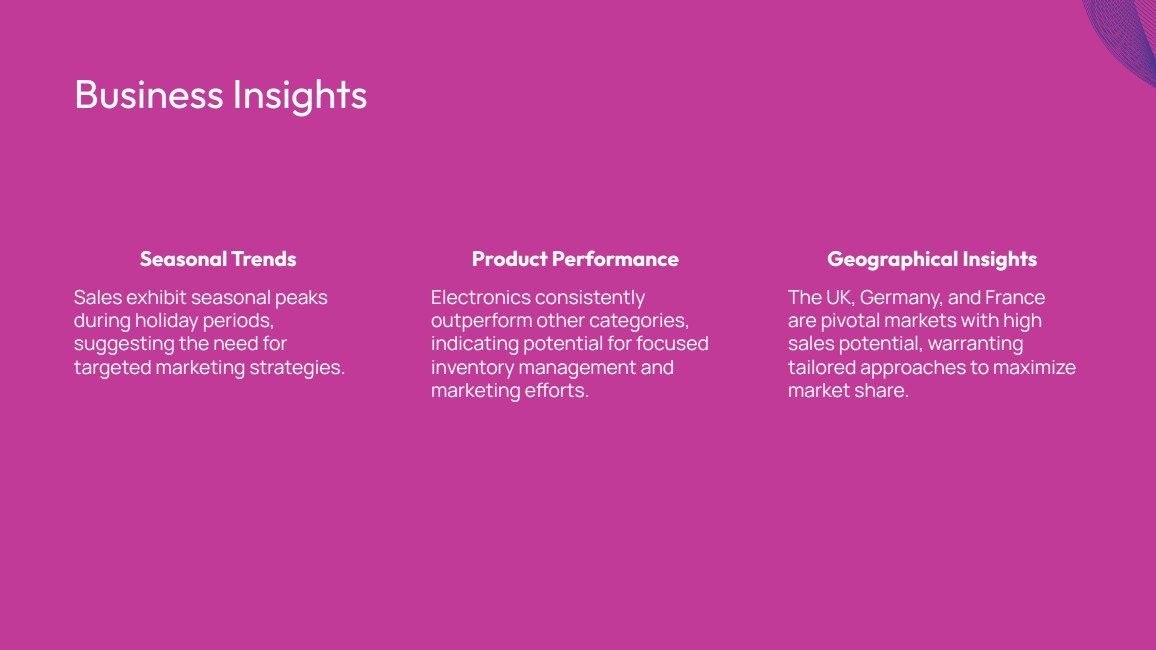 Business Insights
Seasonal Trends
Sales exhibit seasonal peaks
during holiday periods,
suggesting the need for
targeted marketing strategies.
Product Performance
Electronics consistently
outperform other categories,
indicating potential for focused
inventory management and
marketing efforts.
Geographical Insights
The UK, Germany, and France
are pivotal markets with high
sales potential, warranting
tailored approaches to maximize
market share.